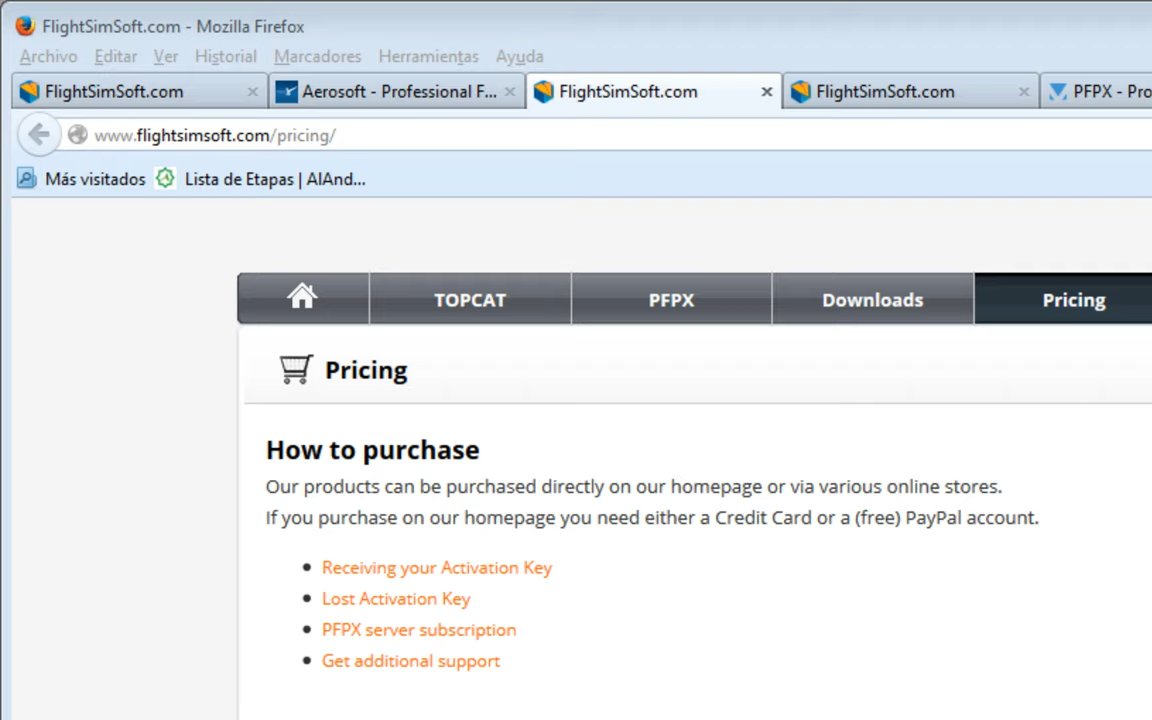 FlightSimSoft.com - Mozilla Firefox
Archivo Editar Ver Historial Marcadores Herramientas Ayuda
FlightSimSoft.com Aerosoft - Professional F... FlightSimSoft.com FlightSimSoft.com PFPX - Pro
www.flightsimsoft.com/pricing/
Más visitados Lista de Etapas | AlAnd...
TOPCAT PFPX Downloads Pricing
Pricing
How to purchase
Our products can be purchased directly on our homepage or via various online stores.
If you purchase on our homepage you need either a Credit Card or a (free) PayPal account.
Receiving your Activation Key
Lost Activation Key
PFPX server subscription
Get additional support